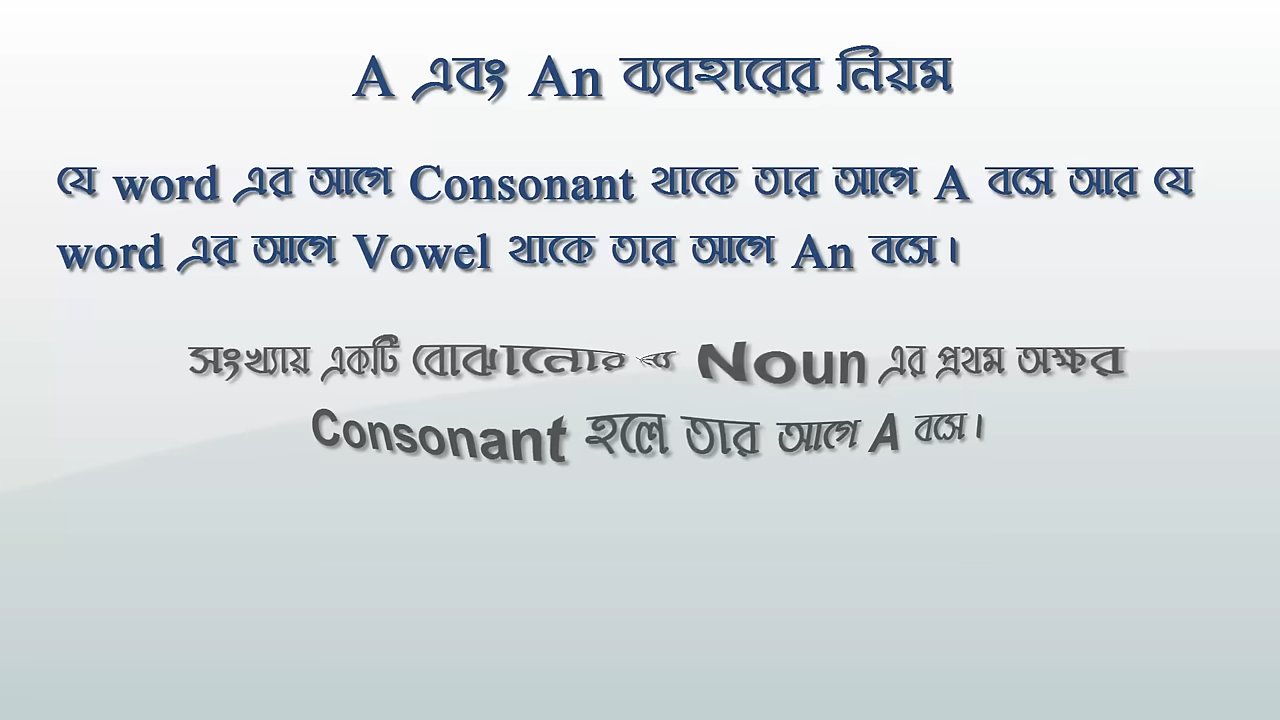 A এবং An ব্যবহারের নিয়ম
যে word এর আগে Consonant থাকে তার আগে A বসে আর যে
word এর আগে Vowel থাকে তার আগে An বসে।
সংখ্যায় একটি বোঝানোর Noun এর প্রথম অক্ষর
Consonant হলে তার আগে A বসে।